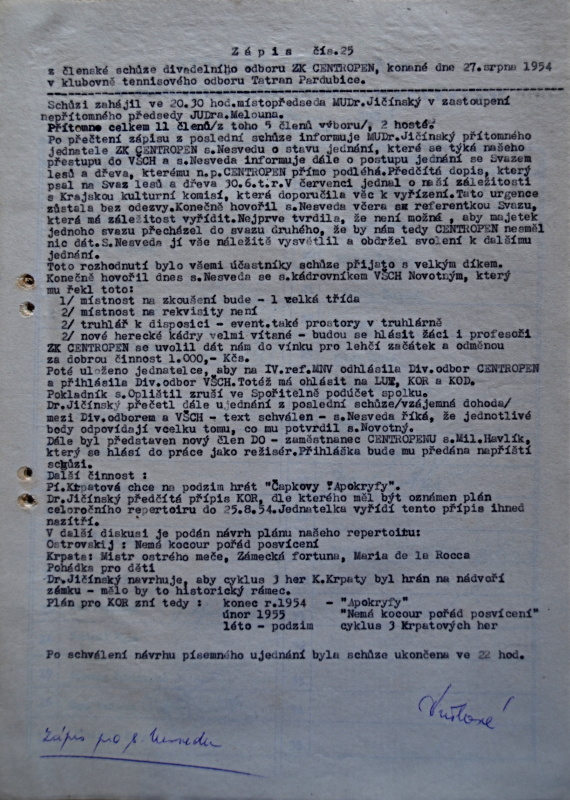 Zápis čís.25
z členské schůze divadelního odboru ZK CENTROPEN, konané dne 27.srpna 1954
v klubovně tennisového odboru Tatran Pardubice.
Schůzi zahájil ve 20.30 hod.místopředseda MUDr.Jičínský v zastoupení
nepřítomného předsedy JUDra.Melouna.
Přítomno celkem 11 členů/z toho 5 členů výboru/, 2 hosté.
Po přečtení zápisu z poslední schůze informuje MUDr.Jičínský přítomného
jednatele ZK CENTROPEN s.Nesvedu o stavu jednání, které se týká našeho
přestupu do VŠCH a s.Nesveda informuje dále o postupu jednání se Svazem
lesů a dřeva, kterému n.p.CENTROPEN přímo podléhá.Předčítá dopis, který
psal na Svaz lesů a dřeva 30.6.t.r.V červenci jednal o naší záležitosti
s Krajskou kulturní komisí, která doporučila věc k vyřízení.Tato urgence
zůstala bez odezvy.Konečně hovořil s.Nesveda včera se referentkou Svazu,
která má záležitost vyřídit.Nejprve tvrdila, že není možná , aby majetek
jednoho svazu přecházel do svazu druhého, že by nám tedy CENTROPEN nesměl
nic dát.S.Nesveda jí vše náležitě vysvětlil a obdržel svolení k dalšímu
jednání.
Toto rozhodnutí bylo všemi účastníky schůze přijato s velkým díkem.
Konečně hovořil dnes s.Nesveda se s.kádrovníkem VŠCH Novotným, který
mu řekl toto:
1/ místnost na zkoušení bude - 1 velká třída
2/ místnost na rekvisity není
2/ truhlář k disposici - event.také prostory v truhlárně
2/ nové herecké kádry velmi vítané - budou se hlásit žáci i profesoři
ZK CENTROPEN se uvolil dát nám do vínku pro lehčí začátek a odměnou
za dobrou činnost 1.000,- Kčs.
Poté uloženo jednatelce, aby na IV.ref.MNV odhlásila Div.odbor CENTROPEN
a přihlásila Div.odbor VŠCH.Totéž má ohlásit na LUT, KOR a KOD.
Pokladník s.Oplištil zruší ve Spořitelně podúčet spolku.
Dr.Jičínský přečetl dále ujednání z poslední schůze/vzájemná dohoda/
mezi Div.odborem a VŠCH - text schválen - s.Nesveda říká, že jednotlivé
body odpovídají vcelku tomu, co mu potvrdil s.Novotný.
Dále byl představen nový člen DO - zaměstnanec CENTROPENU s.Mil.Havlík,
který se hlásí do práce jako režisér.Přihláška bude mu předána napříští
schůzi.
Další činnost :
Pí.Krpatová chce na podzim hrát "Čapkovy "Apokryfy".
Dr.Jičínský předčítá přípis KOR, dle kterého měl být oznámen plán
celoročního repertoiru do 25.8.54.Jednatelka vyřídí tento přípis ihned
nazítří.
V další diskusi je podán návrh plánu našeho repertoitu:
Ostrovskij : Nemá kocour pořád posvícení
Krpata: Mistr ostrého meče, Zámecká fortuna, Maria de la Rocca
Pohádka pro děti
Dr.Jičínský navrhuje, aby cyklus 3 her K.Krpaty byl hrán na nádvoří
zámku - mělo by to historický rámec.
Plán pro KOR zní tedy : konec r.1954 - "Apokryfy"
únor 1955 "Nemá kocour pořád posvícení"
léto - podzim cyklus 3 Krpatových her
Po schválení návrhu písemného ujednání byla schůze ukončena ve 22 hod.
Zápis pro s. Nesvedu